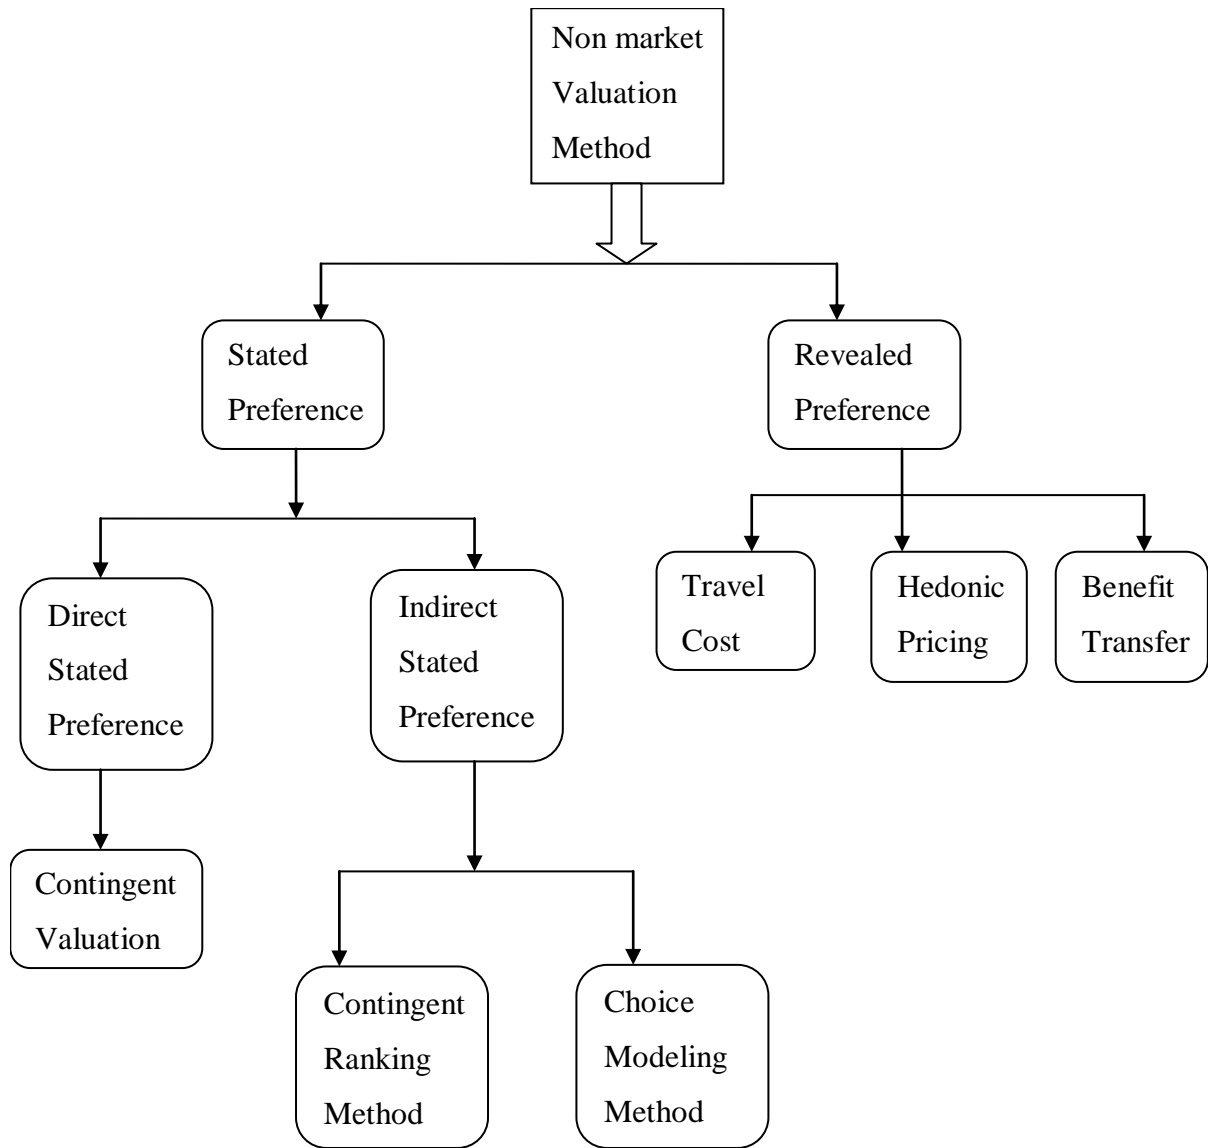 Non market
Valuation
Method
Stated
Preference
Revealed
Preference
Direct
Stated
Preference
Indirect
Stated
Preference
Travel
Cost
Hedonic
Pricing
Benefit
Transfer
Contingent
Valuation
Contingent
Ranking
Method
Choice
Modeling
Method